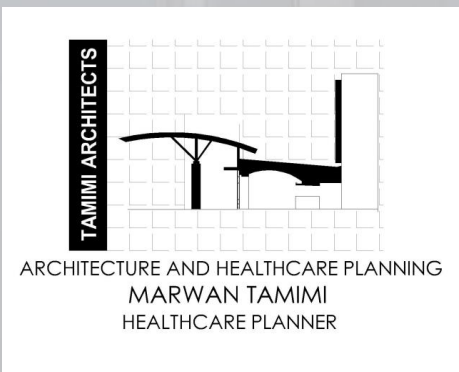 TAMIMI ARCHITECTS
ARCHITECTURE AND HEALTHCARE PLANNING
MARWAN TAMIMI
HEALTHCARE PLANNER